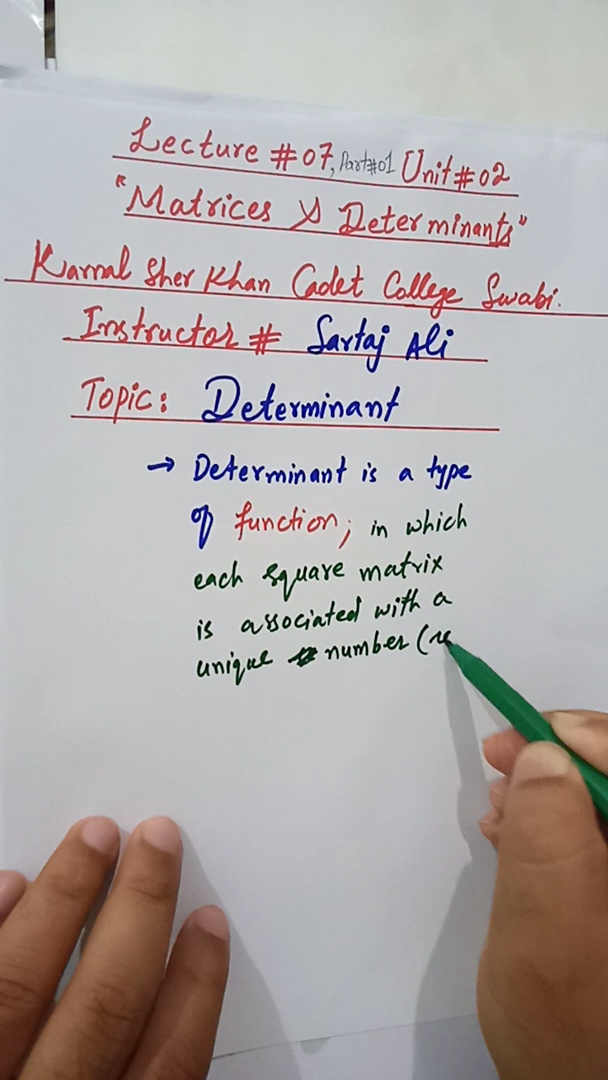 Lecture #07, Part#01 Unit#02
"Matrices & Determinants"
Karnal Sher Khan Cadet College Swabi.
Instructor # Sartaj Ali
Topic: Determinant
→ Determinant is a type
of function; in which
each square matrix
is associated with a
unique number (re